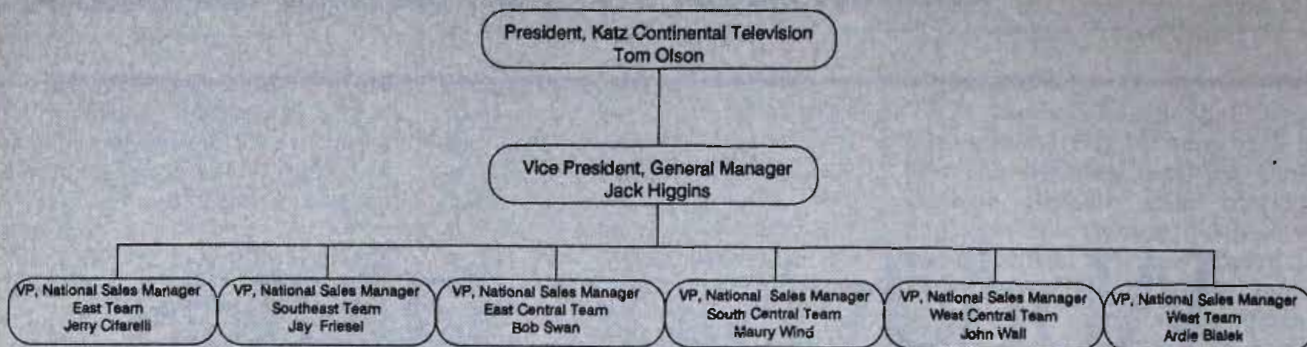 President, Katz Continental Television
Tom Olson
Vice President, General Manager
Jack Higgins
VP, National Sales Manager
East Team
Jerry Cifarelli
VP, National Sales Manager
Southeast Team
Jay Friesel
VP, National Sales Manager
East Central Team
Bob Swan
VP, National Sales Manager
South Central Team
Maury Wind
VP, National Sales Manager
West Central Team
John Wall
VP, National Sales Manager
West Team
Ardie Bialek